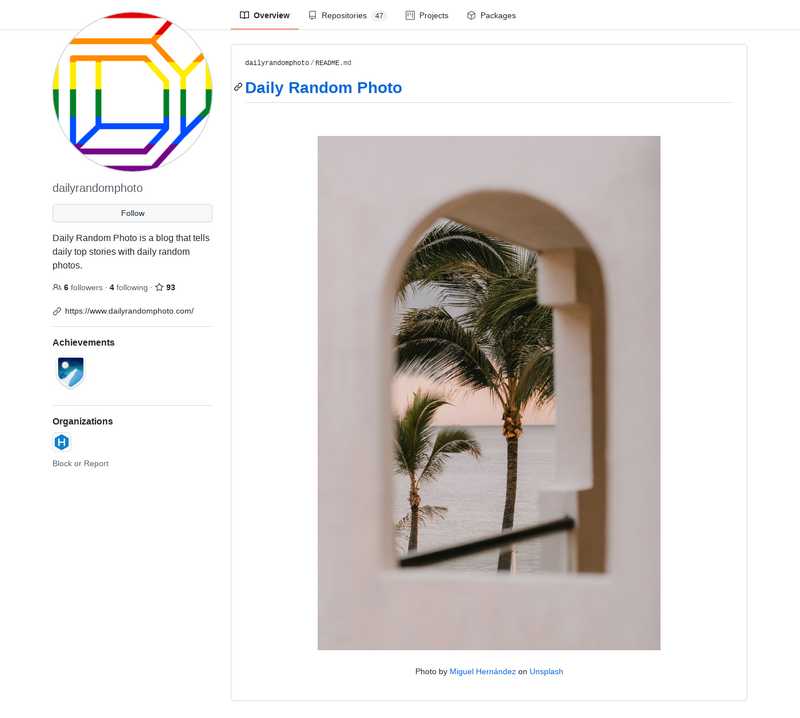 Overview
Repositories 47
Projects
Packages
dailyrandomphoto
Follow
Daily Random Photo is a blog that tells
daily top stories with daily random
photos.
6 followers · 4 following · 93
https://www.dailyrandomphoto.com/
Achievements
Organizations
H
Block or Report
dailyrandomphoto / README.md
Daily Random Photo
Photo by Miguel Hernández on Unsplash